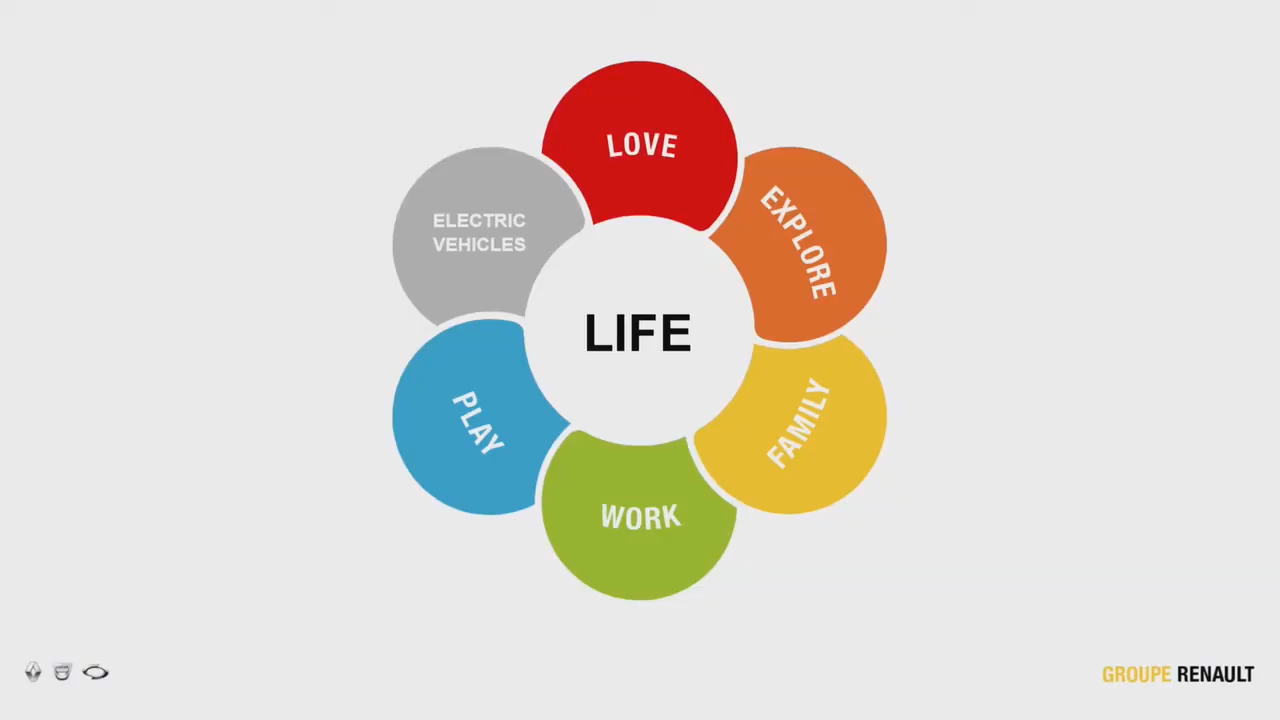 LOVE
EXPLORE
ELECTRIC
VEHICLES
LIFE
FAMILY
PLAY
WORK
GROUPE RENAULT